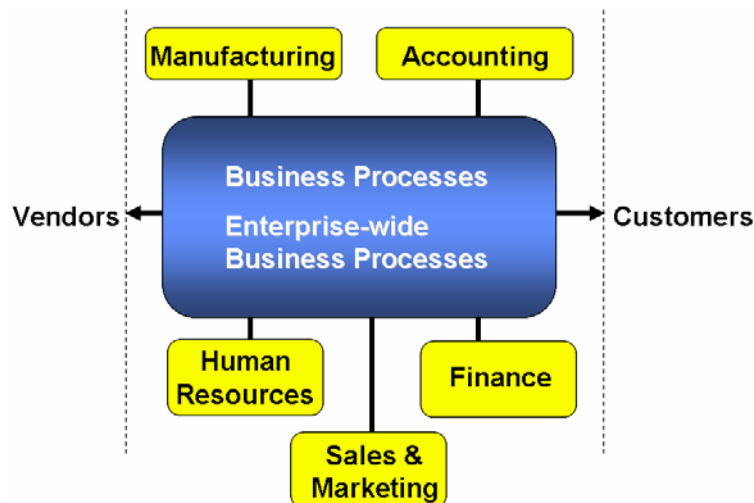 Manufacturing
Accounting
Business Processes
Vendors
Enterprise-wide
Business Processes
Customers
Human
Resources
Finance
Sales &
Marketing